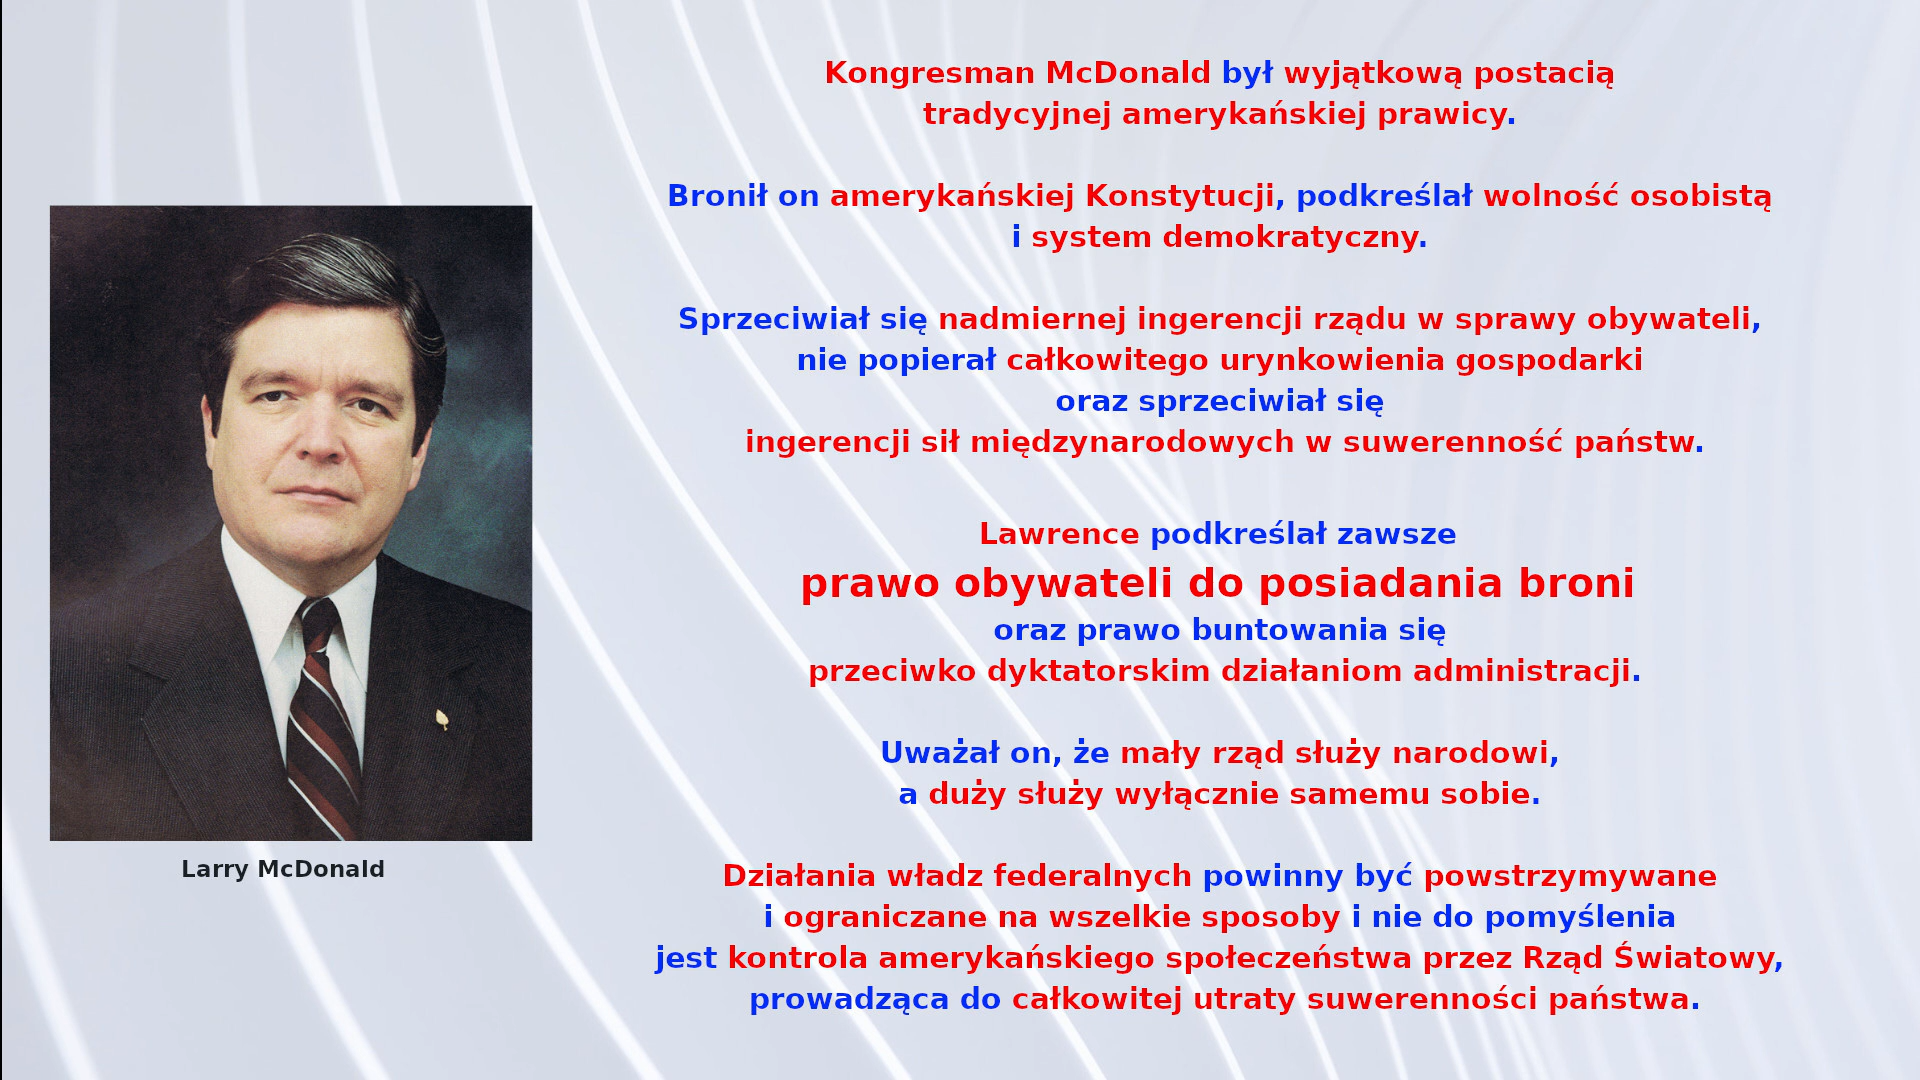 Kongresman McDonald był wyjątkową postacią
tradycyjnej amerykańskiej prawicy.
Bronił on amerykańskiej Konstytucji, podkreślał wolność osobistą
i system demokratyczny.
Sprzeciwiał się nadmiernej ingerencji rządu w sprawy obywateli,
nie popierał całkowitego urynkowienia gospodarki
oraz sprzeciwiał się
ingerencji sił międzynarodowych w suwerenność państw.
Lawrence podkreślał zawsze
prawo obywateli do posiadania broni
oraz prawo buntowania się
przeciwko dyktatorskim działaniom administracji.
Uważał on, że mały rząd służy narodowi,
a duży służy wyłącznie samemu sobie.
Działania władz federalnych powinny być powstrzymywane
i ograniczane na wszelkie sposoby i nie do pomyślenia
jest kontrola amerykańskiego społeczeństwa przez Rząd Światowy,
prowadząca do całkowitej utraty suwerenności państwa.
Larry McDonald